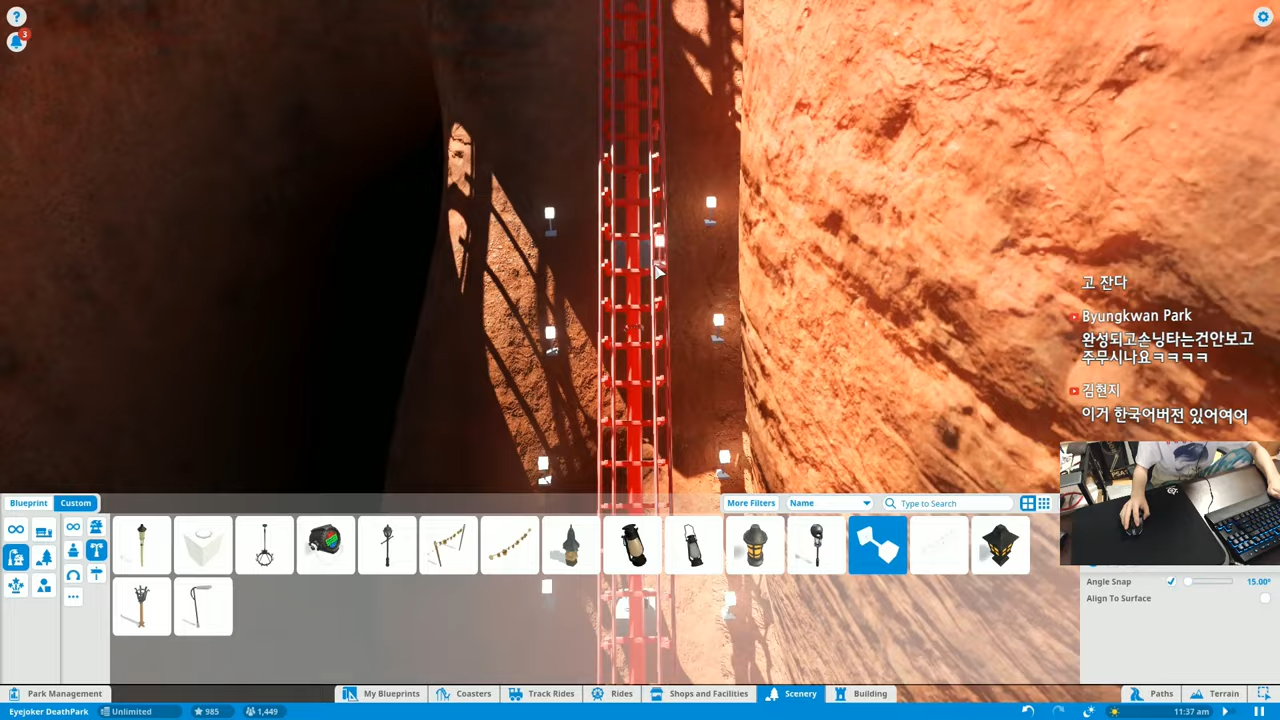 ?
3
고 잔다
Byungkwan Park
완성되고손님타는건안보고
주무시나요ㅋㅋㅋㅋ
김현지
이거 한국어버전 있어여어
Blueprint
Custom
More Filters
Name
Type to Search
Angle Snap
15.00°
Align To Surface
Park Management
My Blueprints
Coasters
Track Rides
Rides
Shops and Facilities
Scenery
Building
Paths
Terrain
Eyejoker DeathPark
Unlimited
985
1,449
11:37 am